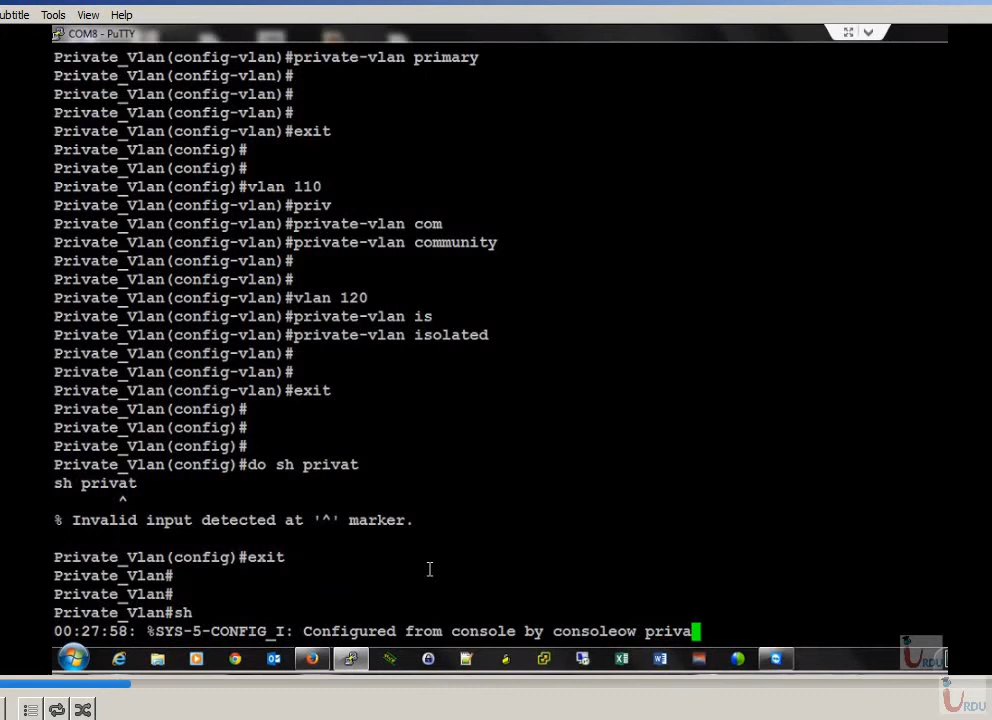 ubtitle Tools View Help
COM8 - PuTTY
Private_Vlan(config-vlan)#private-vlan primary
Private_Vlan(config-vlan)#
Private_Vlan(config-vlan)#
Private_Vlan(config-vlan)#
Private_Vlan(config-vlan)#exit
Private_Vlan(config)#
Private_Vlan(config)#
Private_Vlan(config)#vlan 110
Private_Vlan(config-vlan)#priv
Private_Vlan(config-vlan)#private-vlan com
Private_Vlan(config-vlan)#private-vlan community
Private_Vlan(config-vlan)#
Private_Vlan(config-vlan)#
Private_Vlan(config-vlan)#vlan 120
Private_Vlan(config-vlan)#private-vlan is
Private_Vlan(config-vlan)#private-vlan isolated
Private_Vlan(config-vlan)#
Private_Vlan(config-vlan)#
Private_Vlan(config-vlan)#exit
Private_Vlan(config)#
Private_Vlan(config)#
Private_Vlan(config)#
Private_Vlan(config)#do sh privat
sh privat
^
% Invalid input detected at '^' marker.
Private_Vlan(config)#exit
Private_Vlan#
Private_Vlan#
Private_Vlan#sh
00:27:58: %SYS-5-CONFIG_I: Configured from console by consoleow priva
URDU
URDU